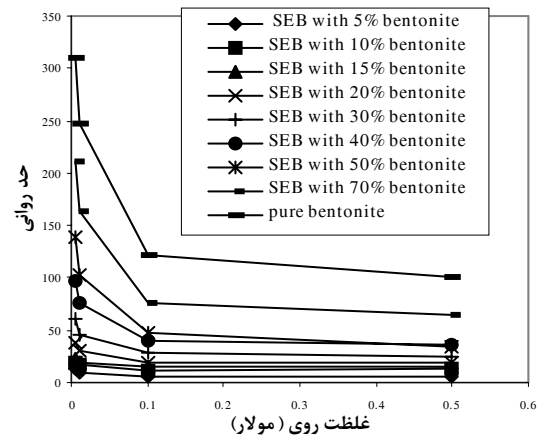 SEB with 5% bentonite
SEB with 10% bentonite
SEB with 15% bentonite
SEB with 20% bentonite
SEB with 30% bentonite
SEB with 40% bentonite
SEB with 50% bentonite
SEB with 70% bentonite
pure bentonite
350
300
250
200
150
100
50
0
حد روانی
0 0.1 0.2 0.3 0.4 0.5 0.6
غلظت روی (مولار)